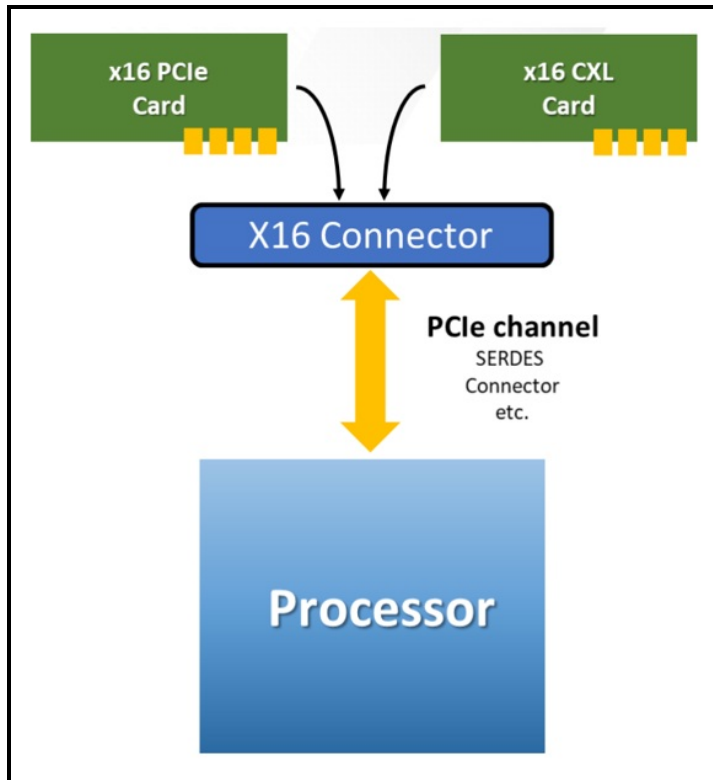 x16 PCIe
Card
x16 CXL
Card
X16 Connector
PCIe channel
SERDES
Connector
etc.
Processor